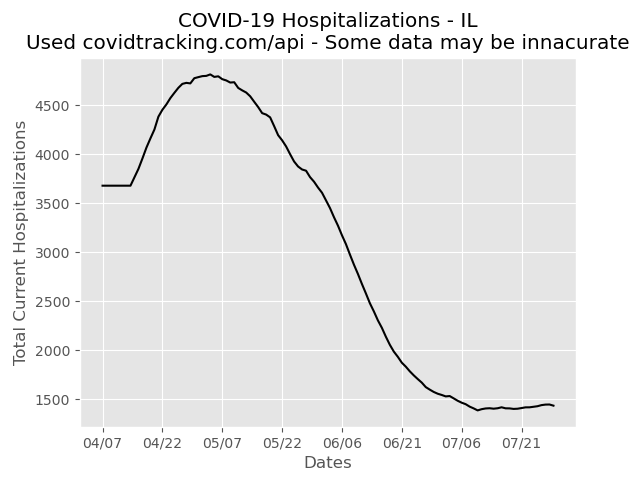 COVID-19 Hospitalizations - IL
Used covidtracking.com/api - Some data may be innacurate
Total Current Hospitalizations
4500
4000
3500
3000
2500
2000
1500
04/07 04/22 05/07 05/22 06/06 06/21 07/06 07/21
Dates